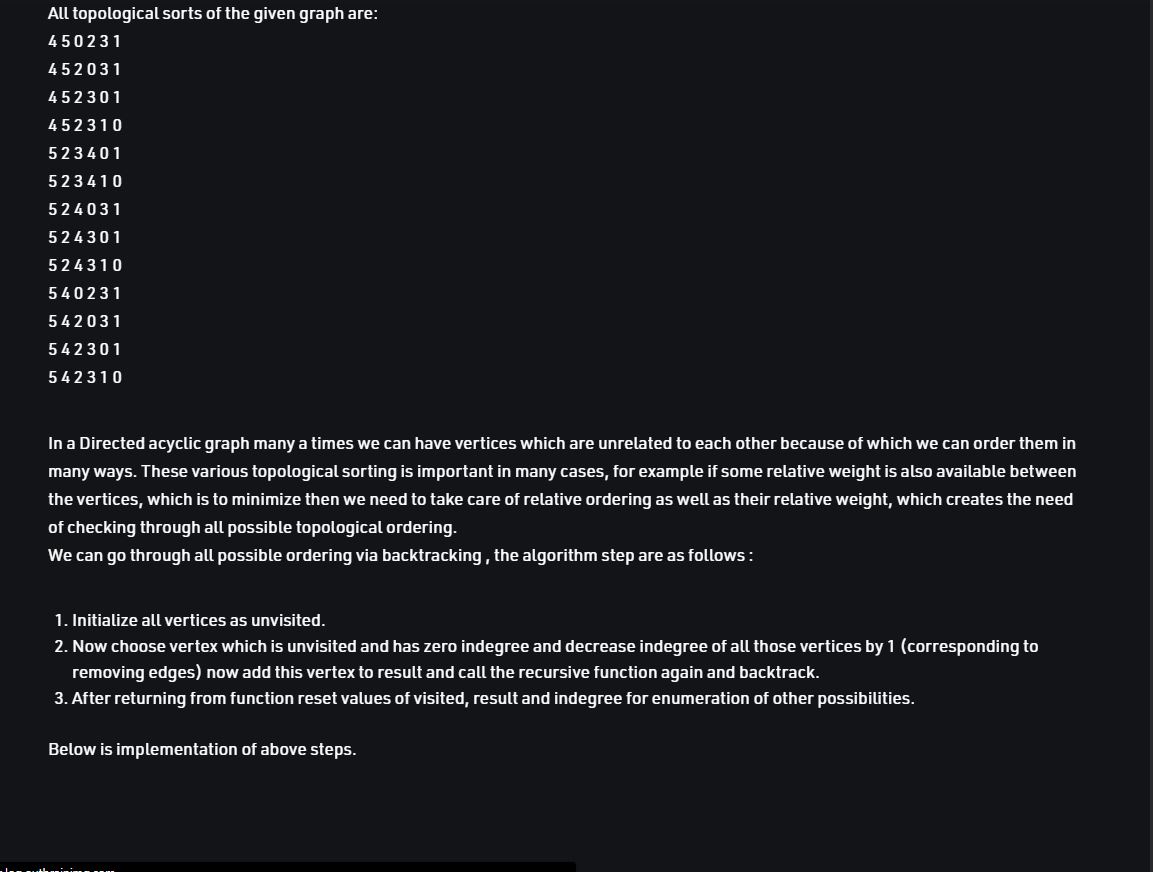 All topological sorts of the given graph are:
4 5 0 2 3 1
4 5 2 0 3 1
4 5 2 3 0 1
4 5 2 3 1 0
5 2 3 4 0 1
5 2 3 4 1 0
5 2 4 0 3 1
5 2 4 3 0 1
5 2 4 3 1 0
5 4 0 2 3 1
5 4 2 0 3 1
5 4 2 3 0 1
5 4 2 3 1 0
In a Directed acyclic graph many a times we can have vertices which are unrelated to each other because of which we can order them in
many ways. These various topological sorting is important in many cases, for example if some relative weight is also available between
the vertices, which is to minimize then we need to take care of relative ordering as well as their relative weight, which creates the need
of checking through all possible topological ordering.
We can go through all possible ordering via backtracking , the algorithm step are as follows :
1. Initialize all vertices as unvisited.
2. Now choose vertex which is unvisited and has zero indegree and decrease indegree of all those vertices by 1 (corresponding to
removing edges) now add this vertex to result and call the recursive function again and backtrack.
3. After returning from function reset values of visited, result and indegree for enumeration of other possibilities.
Below is implementation of above steps.